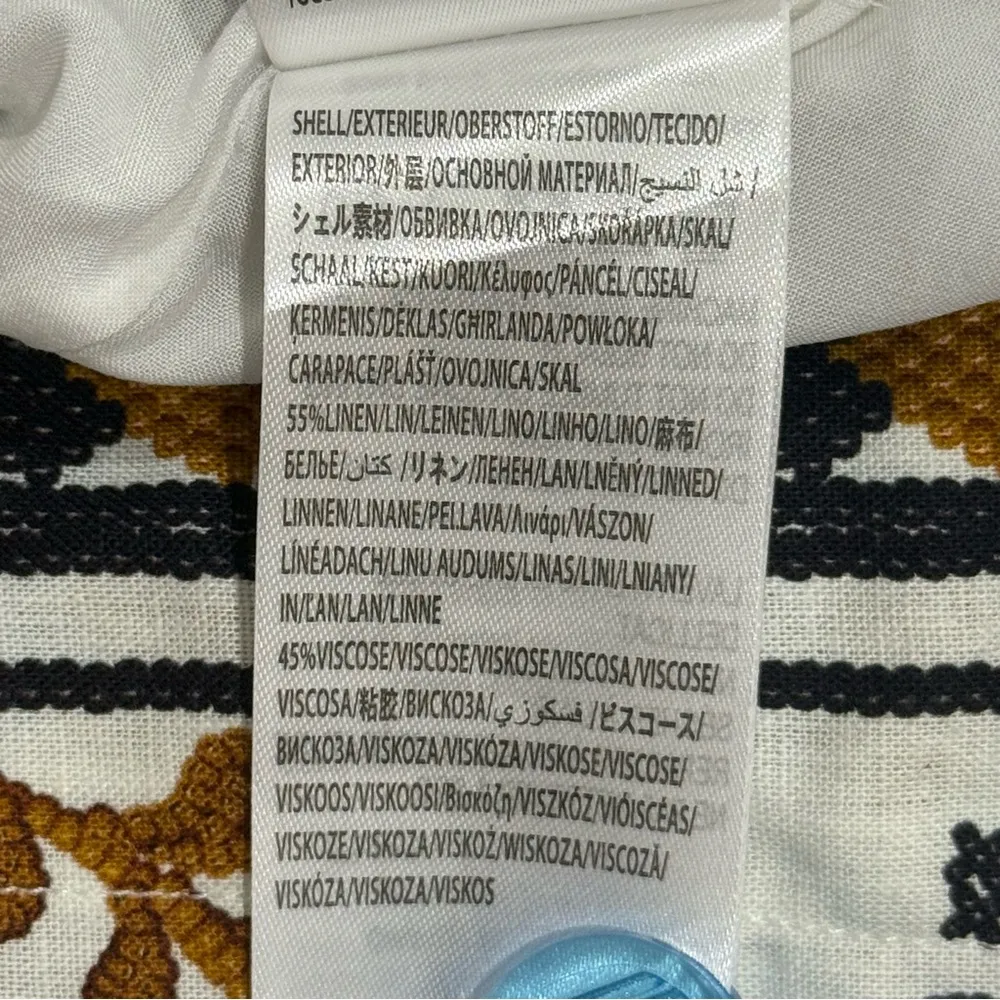 SHELL/EXTERIEUR/OBERSTOFF/ESTORNO/TECIDO/
EXTERIOR/外层/ОСНОВНОЙ МАТЕРИАЛ/شل النسيج/
シェル素材/ОБВИВКА/OVOJNICA/SKOŘÁPKA/SKAL/
SCHAAL/KEST/KUORI/Κέλυφος/PÁNCÉL/CISEAL/
ĶERMENIS/DĖKLAS/GĦIRLANDA/POWŁOKA/
CARAPACE/PLÁŠŤ/OVOJNICA/SKAL
55%LINEN/LIN/LEINEN/LINO/LINHO/LINO/麻布/
БЕЛЬЕ/كتان/リネン/ЛЕНЕН/LAN/LNĚNÝ/LINNED/
LINNEN/LINANE/PELLAVA/Λινάρι/VÁSZON/
LÍNÉADACH/LINU AUDUMS/LINAS/LINI/LNIANY/
IN/ĽAN/LAN/LINNE
45%VISCOSE/VISCOSE/VISKOSE/VISCOSA/VISCOSE/
VISCOSA/粘胶/ВИСКОЗА/فسكوزي/ビスコース/
ВИСКОЗА/VISKOZA/VISKÓZA/VISKOSE/VISCOSE/
VISKOOS/VISKOOSI/Βισκόζη/VISZKÓZ/VIÓISCÉAS/
VISKOZE/VISKOZA/VISKOŻ/WISKOZA/VISCOZĂ/
VISKÓZA/VISKOZA/VISKOS